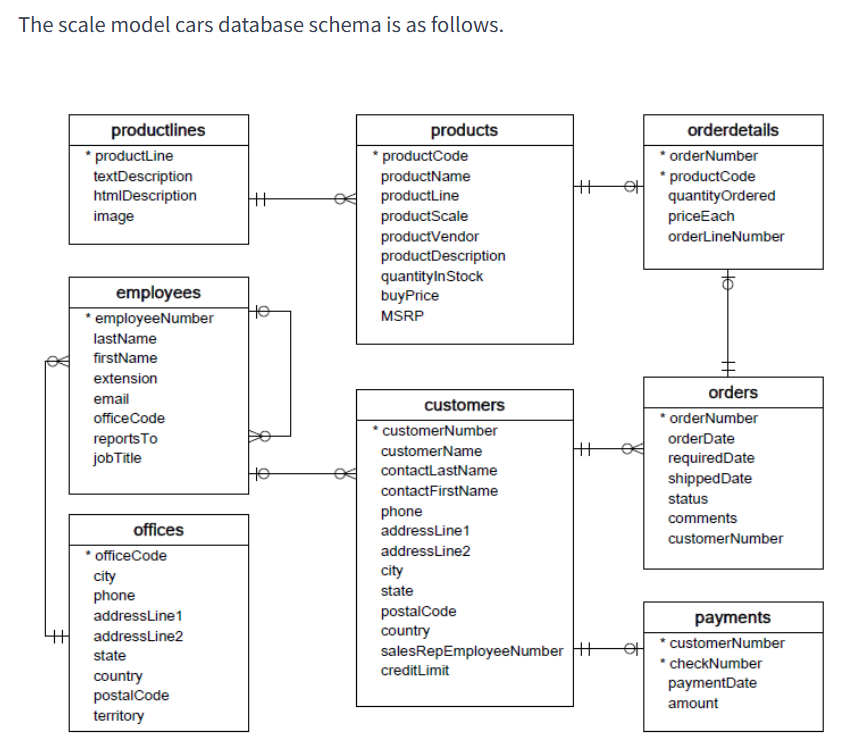 The scale model cars database schema is as follows.
productlines
* productLine
textDescription
htmlDescription
image
products
* productCode
productName
productLine
productScale
productVendor
productDescription
quantityInStock
buyPrice
MSRP
orderdetails
* orderNumber
* productCode
quantityOrdered
priceEach
orderLineNumber
employees
* employeeNumber
lastName
firstName
extension
email
officeCode
reportsTo
jobTitle
customers
* customerNumber
customerName
contactLastName
contactFirstName
phone
addressLine1
addressLine2
city
state
postalCode
country
salesRepEmployeeNumber
creditLimit
orders
* orderNumber
orderDate
requiredDate
shippedDate
status
comments
customerNumber
offices
* officeCode
city
phone
addressLine1
addressLine2
state
country
postalCode
territory
payments
* customerNumber
* checkNumber
paymentDate
amount